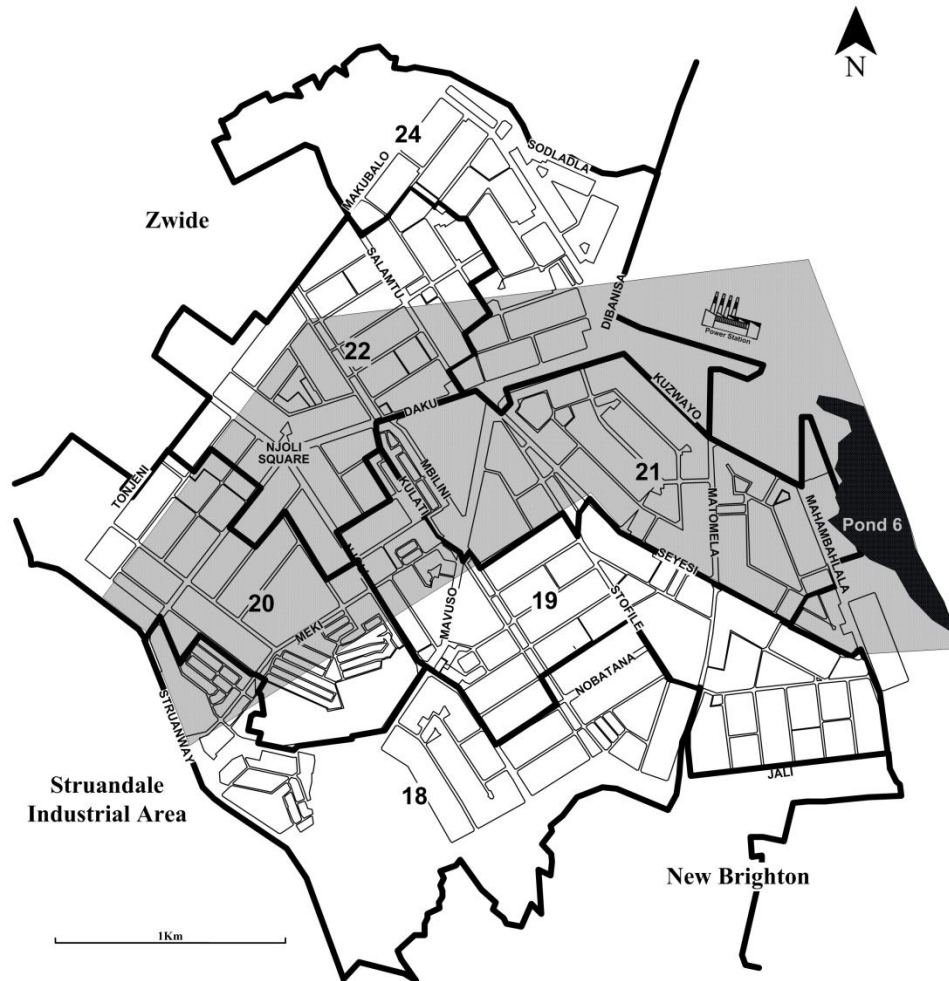 N
24
SODLADLA
MAKUBALO
Zwide
SALAMTU
DIBANISA
Power Station
22
KUZWAYO
DAKU
NJOLI
SQUARE
MBILINI
21
KULATI
TONJENI
MATOMELA
MAHAMBAHLALA
Pond 6
SEYESI
20
19
STOFILE
MAVUSO
MEKI
NOBATANA
STRUANWAY
JALI
Struandale
Industrial Area
18
New Brighton
1Km